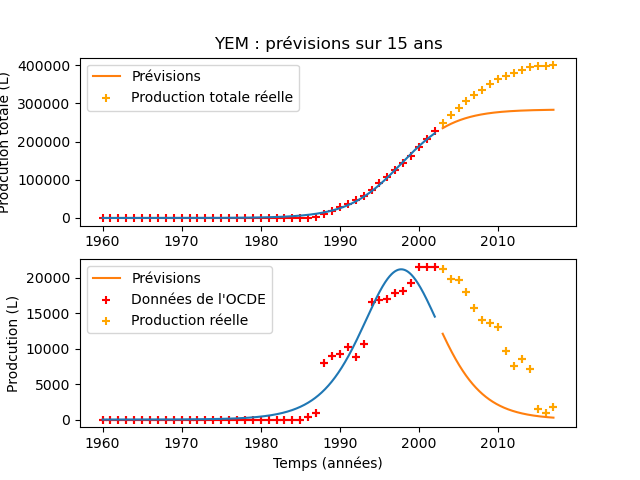 YEM : prévisions sur 15 ans
Prodcution totale (L)
400000
300000
200000
100000
0
Prévisions
Production totale réelle
1960
1970
1980
1990
2000
2010
Prodcution (L)
20000
15000
10000
5000
0
Prévisions
Données de l'OCDE
Production réelle
1960
1970
1980
1990
2000
2010
Temps (années)